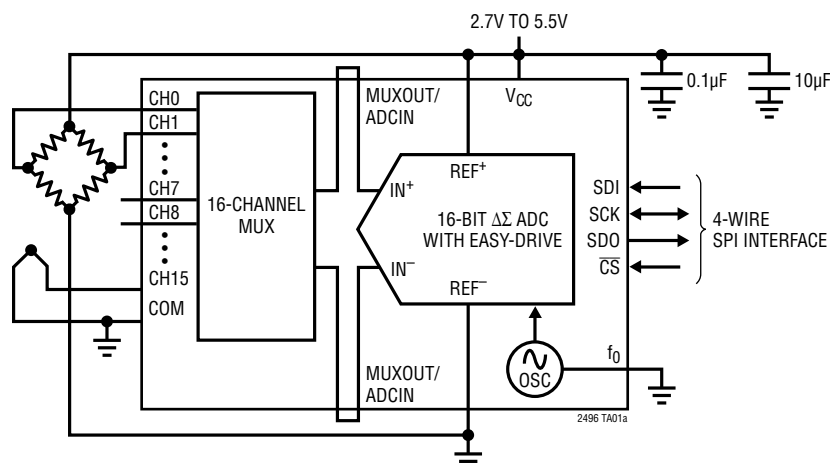 2.7V TO 5.5V
0.1µF
10µF
CH0
CH1
CH7
CH8
CH15
COM
16-CHANNEL
MUX
MUXOUT/
ADCIN
VCC
IN+
IN−
REF+
16-BIT ΔΣ ADC
WITH EASY-DRIVE
REF−
SDI
SCK
SDO
CS
4-WIRE
SPI INTERFACE
MUXOUT/
ADCIN
OSC
fO
2496 TA01a